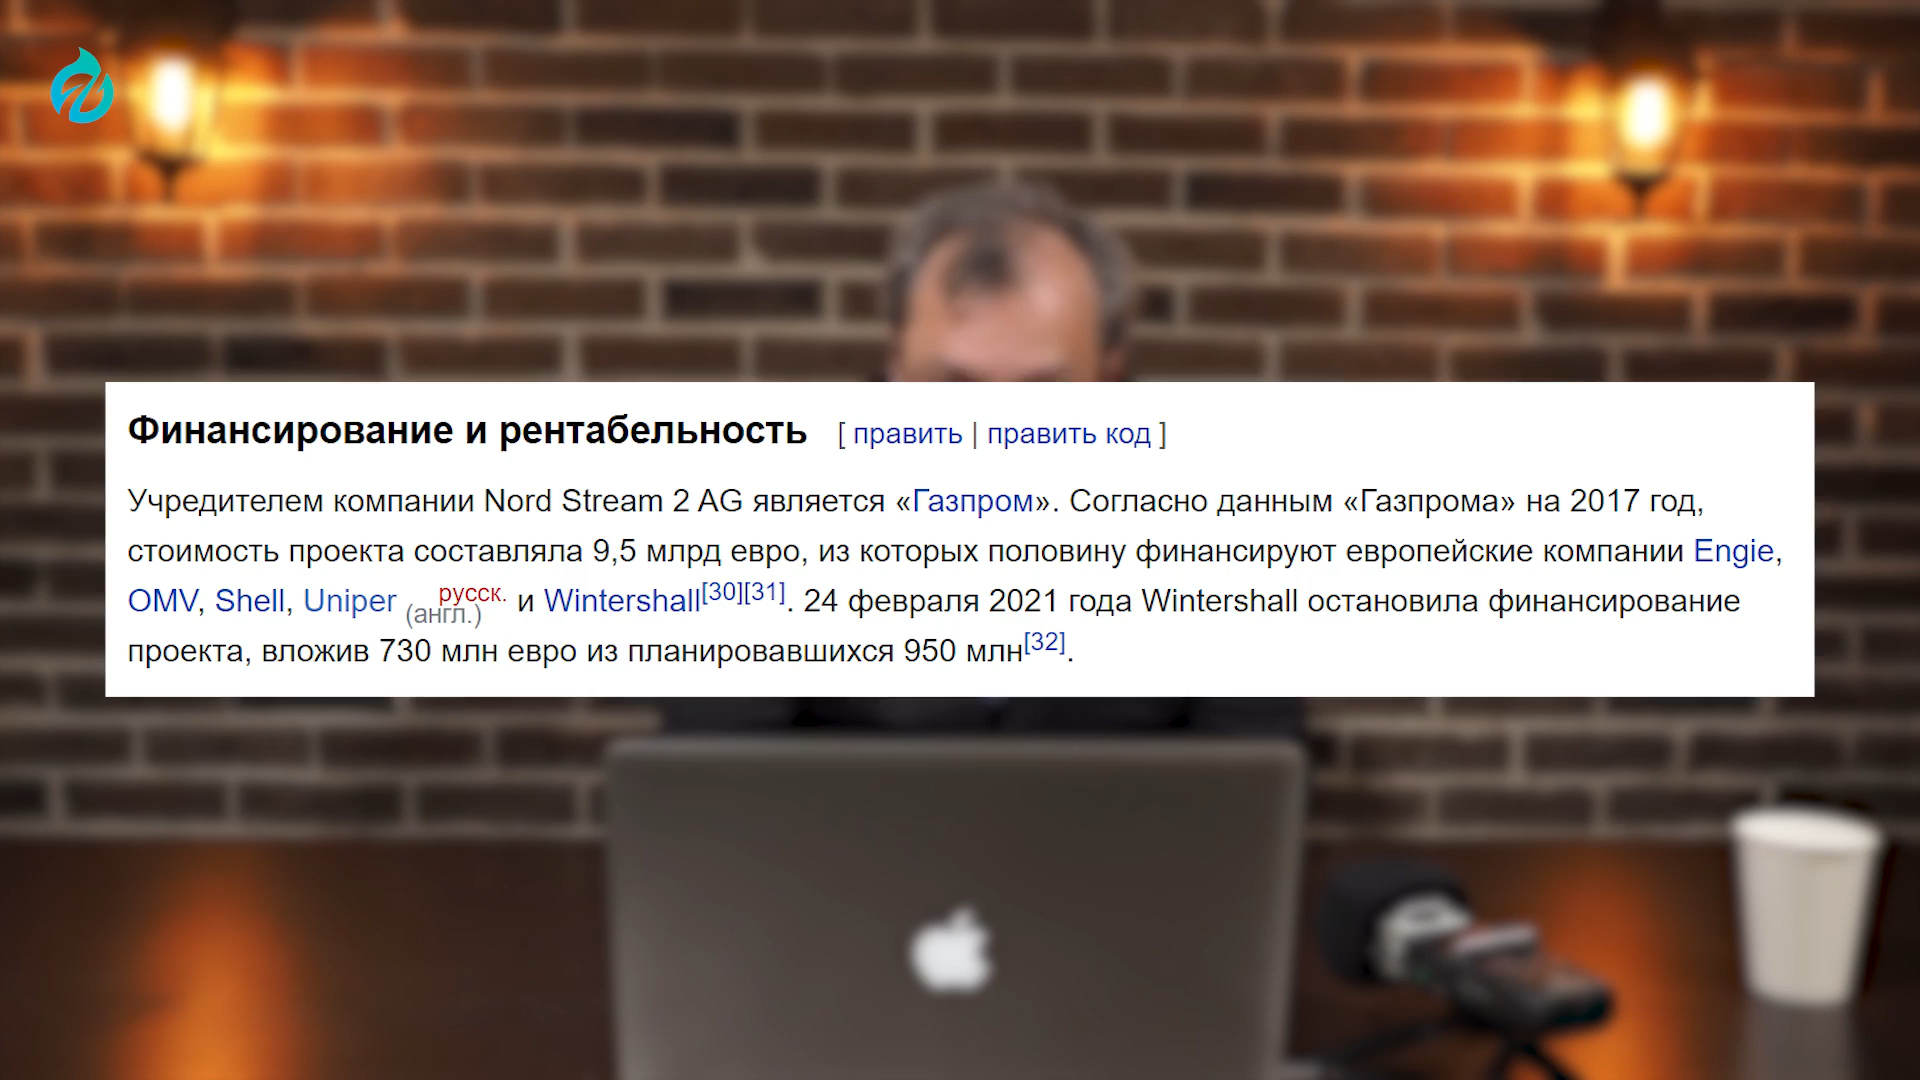 Финансирование и рентабельность [ править | править код ]
Учредителем компании Nord Stream 2 AG является «Газпром». Согласно данным «Газпрома» на 2017 год,
стоимость проекта составляла 9,5 млрд евро, из которых половину финансируют европейские компании Engie,
OMV, Shell, Uniper (англ.) русск. и Wintershall[30][31]. 24 февраля 2021 года Wintershall остановила финансирование
проекта, вложив 730 млн евро из планировавшихся 950 млн[32].